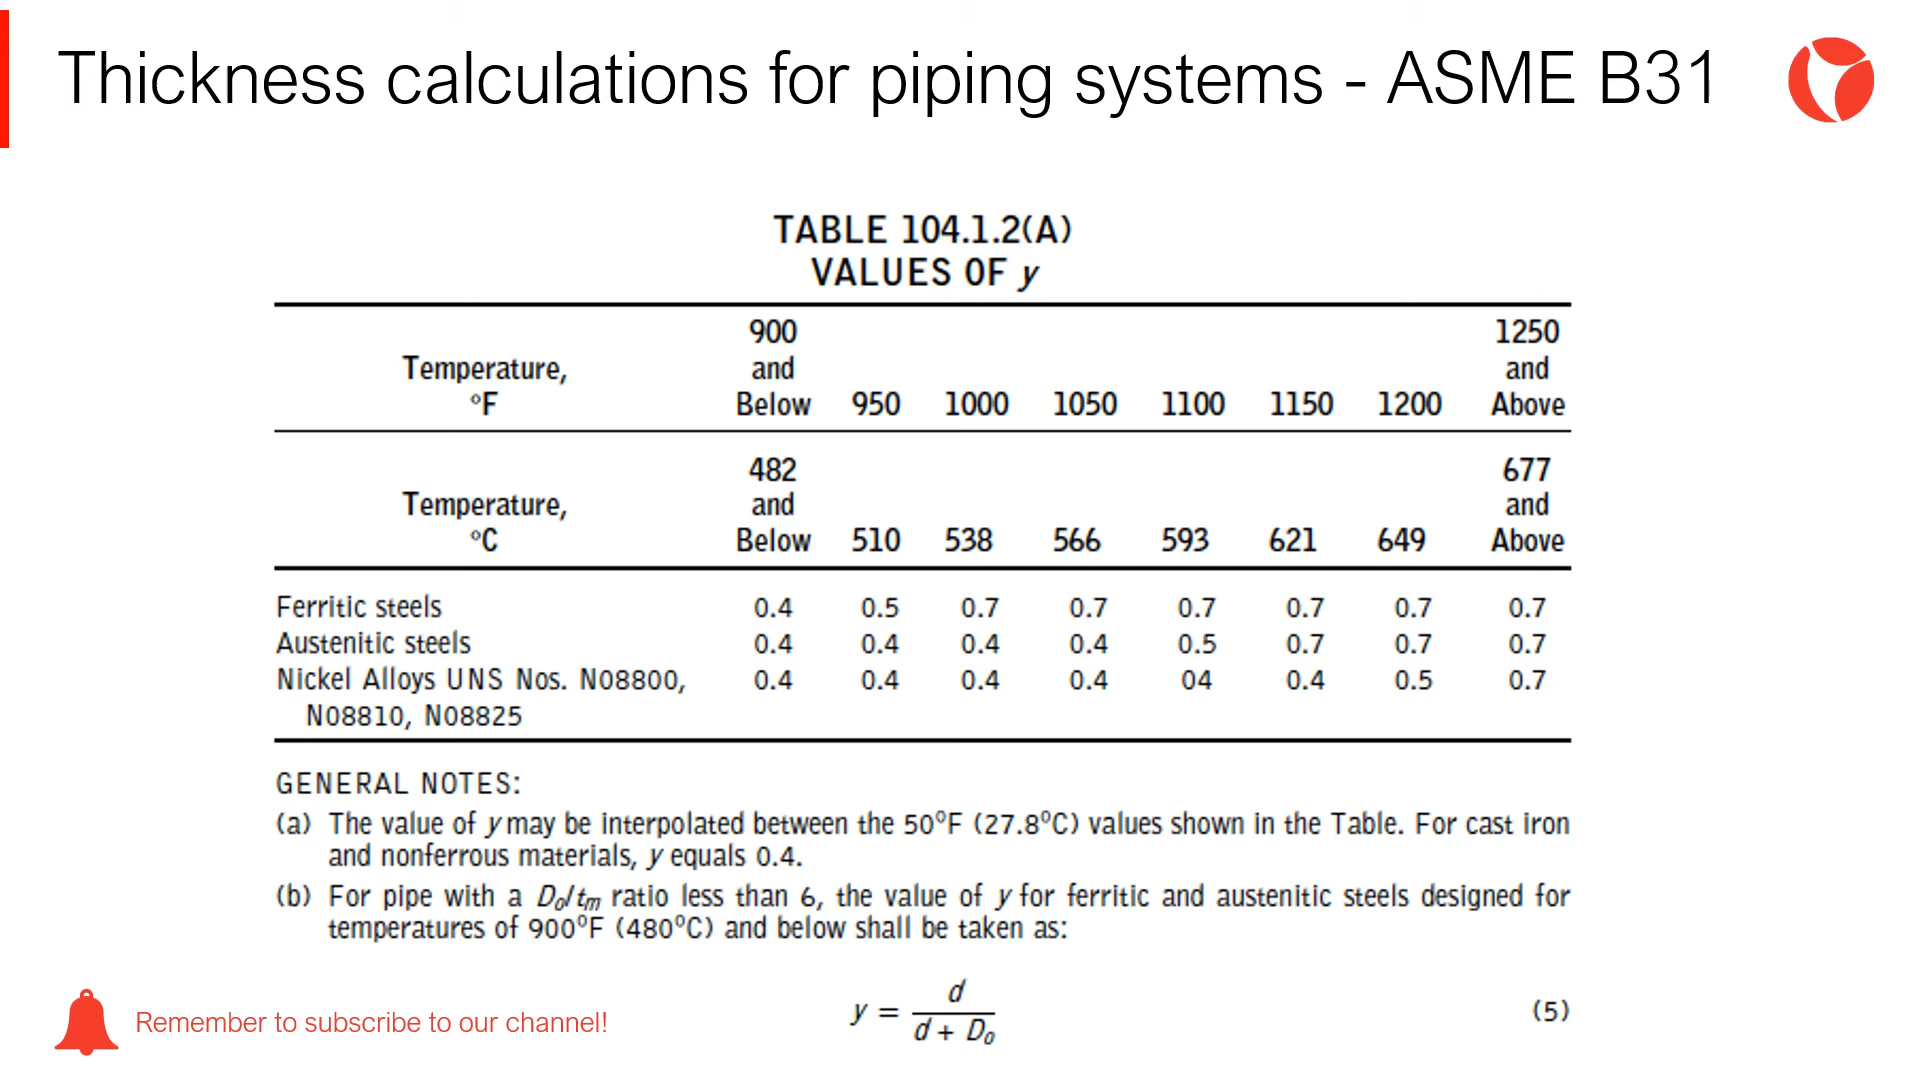 Thickness calculations for piping systems - ASME B31
TABLE 104.1.2(A)
VALUES OF y
Temperature, °F 900 and Below 950 1000 1050 1100 1150 1200 1250 and Above
Temperature, °C 482 and Below 510 538 566 593 621 649 677 and Above
Ferritic steels 0.4 0.5 0.7 0.7 0.7 0.7 0.7 0.7
Austenitic steels 0.4 0.4 0.4 0.4 0.5 0.7 0.7 0.7
Nickel Alloys UNS Nos. N08800, 0.4 0.4 0.4 0.4 04 0.4 0.5 0.7
N08810, N08825
GENERAL NOTES:
(a) The value of y may be interpolated between the 50°F (27.8°C) values shown in the Table. For cast iron
and nonferrous materials, y equals 0.4.
(b) For pipe with a Do/tm ratio less than 6, the value of y for ferritic and austenitic steels designed for
temperatures of 900°F (480°C) and below shall be taken as:
y = d / d + Do (5)
Remember to subscribe to our channel!